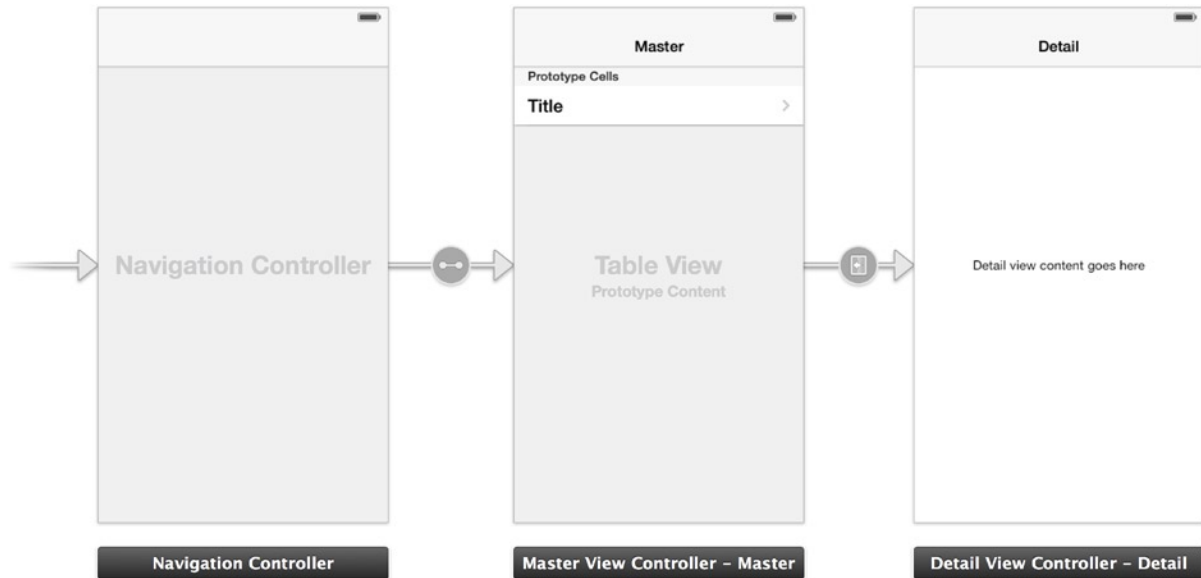 Navigation Controller
Navigation Controller
Master
Prototype Cells
Title
Table View
Prototype Content
Master View Controller – Master
Detail
Detail view content goes here
Detail View Controller – Detail